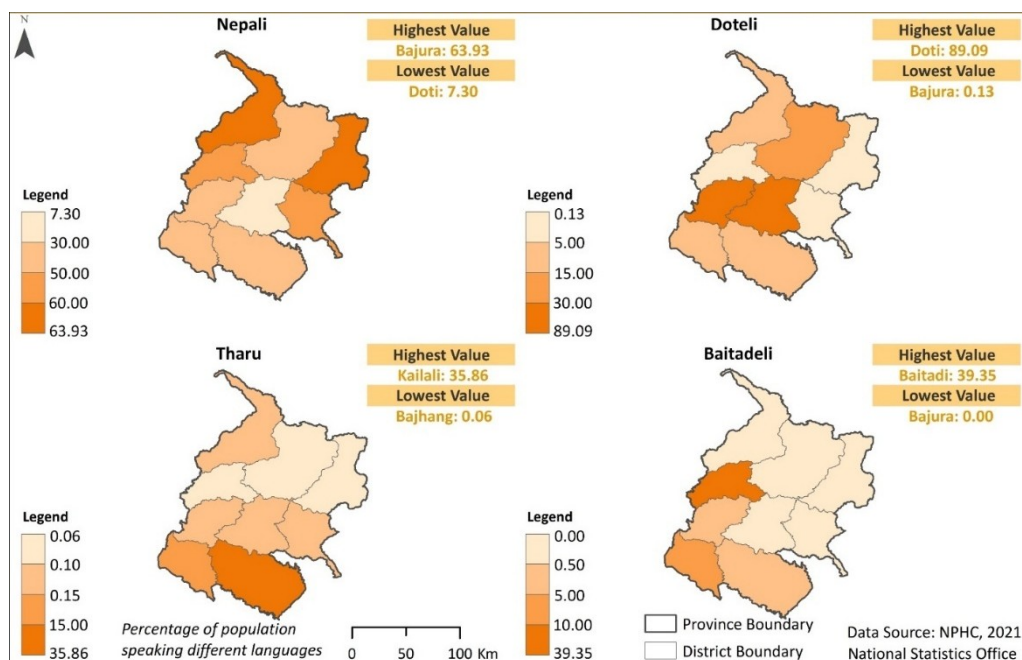 N
Nepali
Highest Value
Bajura: 63.93
Lowest Value
Doti: 7.30
Legend
7.30
30.00
50.00
60.00
63.93
Doteli
Highest Value
Doti: 89.09
Lowest Value
Bajura: 0.13
Legend
0.13
5.00
15.00
30.00
89.09
Tharu
Highest Value
Kailali: 35.86
Lowest Value
Bajhang: 0.06
Legend
0.06
0.10
0.15
15.00
35.86
Baitadeli
Highest Value
Baitadi: 39.35
Lowest Value
Bajura: 0.00
Legend
0.00
0.50
5.00
10.00
39.35
Percentage of population
speaking different languages
0 50 100 Km
Province Boundary
District Boundary
Data Source: NPHC, 2021
National Statistics Office